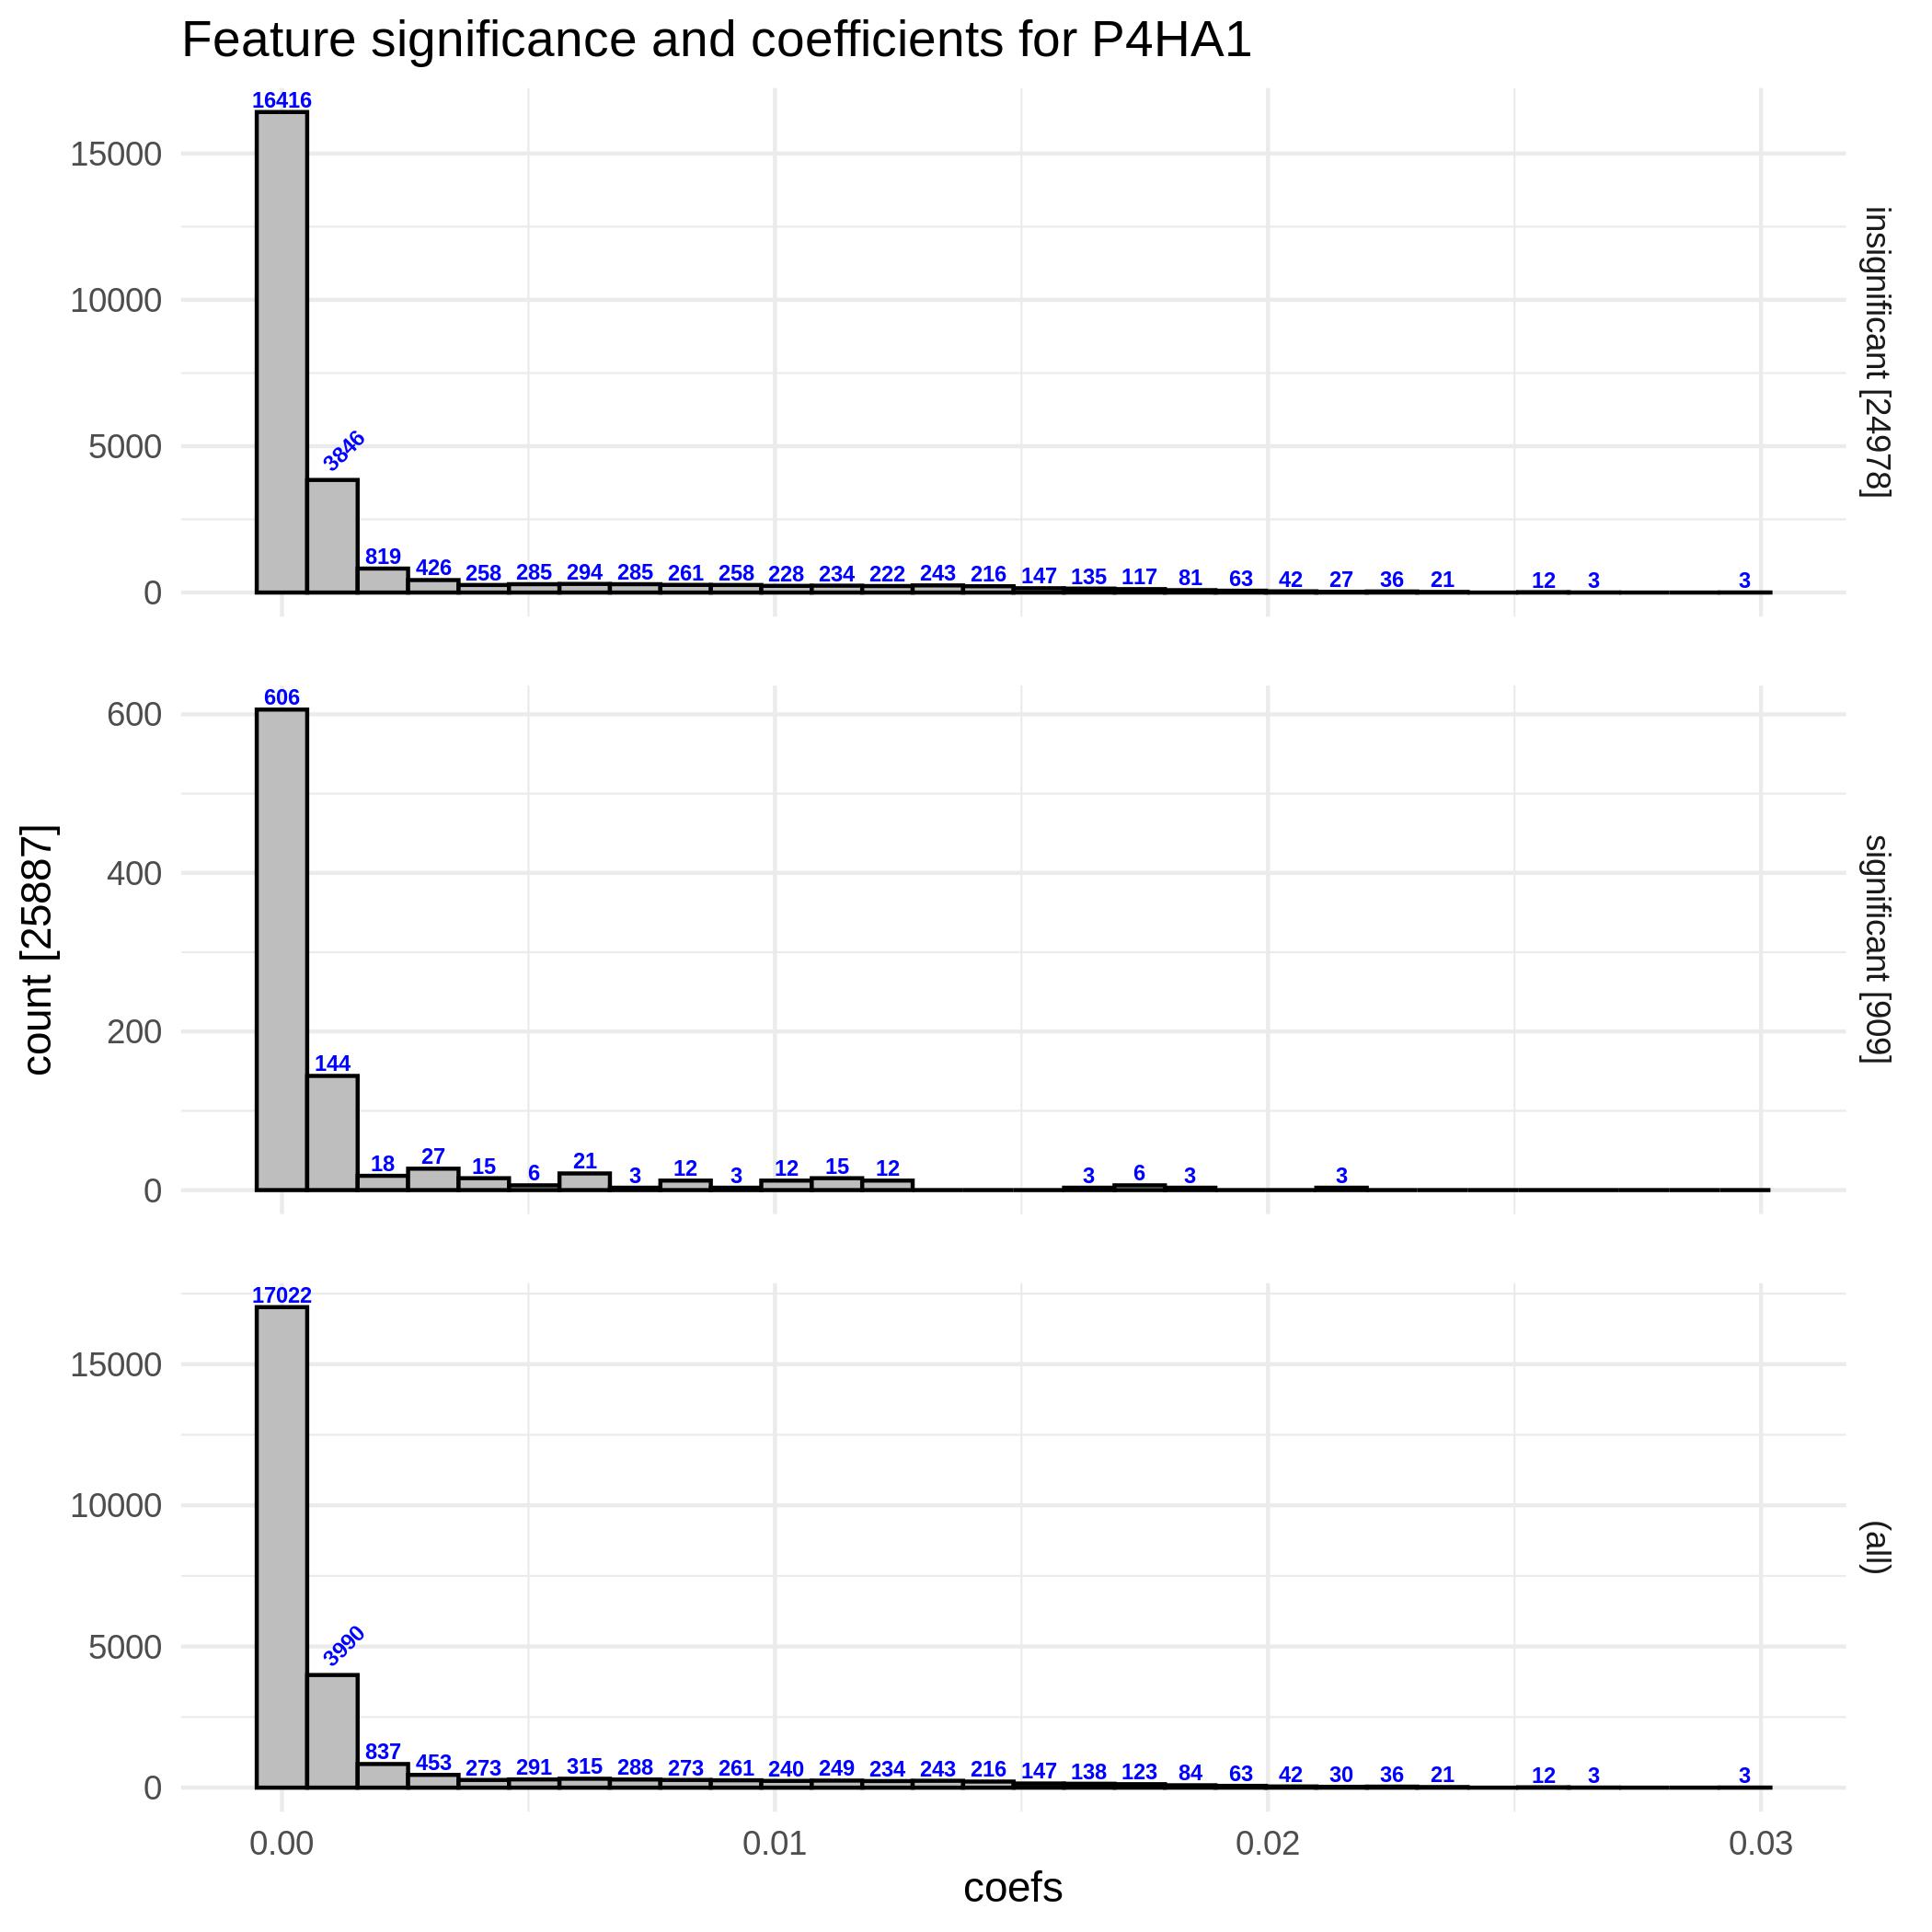 Feature significance and coefficients for P4HA1
count [25887]
16416
3846
819 426 258 285 294 285 261 258 228 234 222 243 216 147 135 117 81 63 42 27 36 21 12 3 3
15000
10000
5000
0
insignificant [24978]
606
144
18 27 15 6 21 3 12 3 12 15 12 3 6 3 3
600
400
200
0
significant [909]
17022
3990
837 453 273 291 315 288 273 261 240 249 234 243 216 147 138 123 84 63 42 30 36 21 12 3 3
15000
10000
5000
0
(all)
0.00 0.01 0.02 0.03
coefs